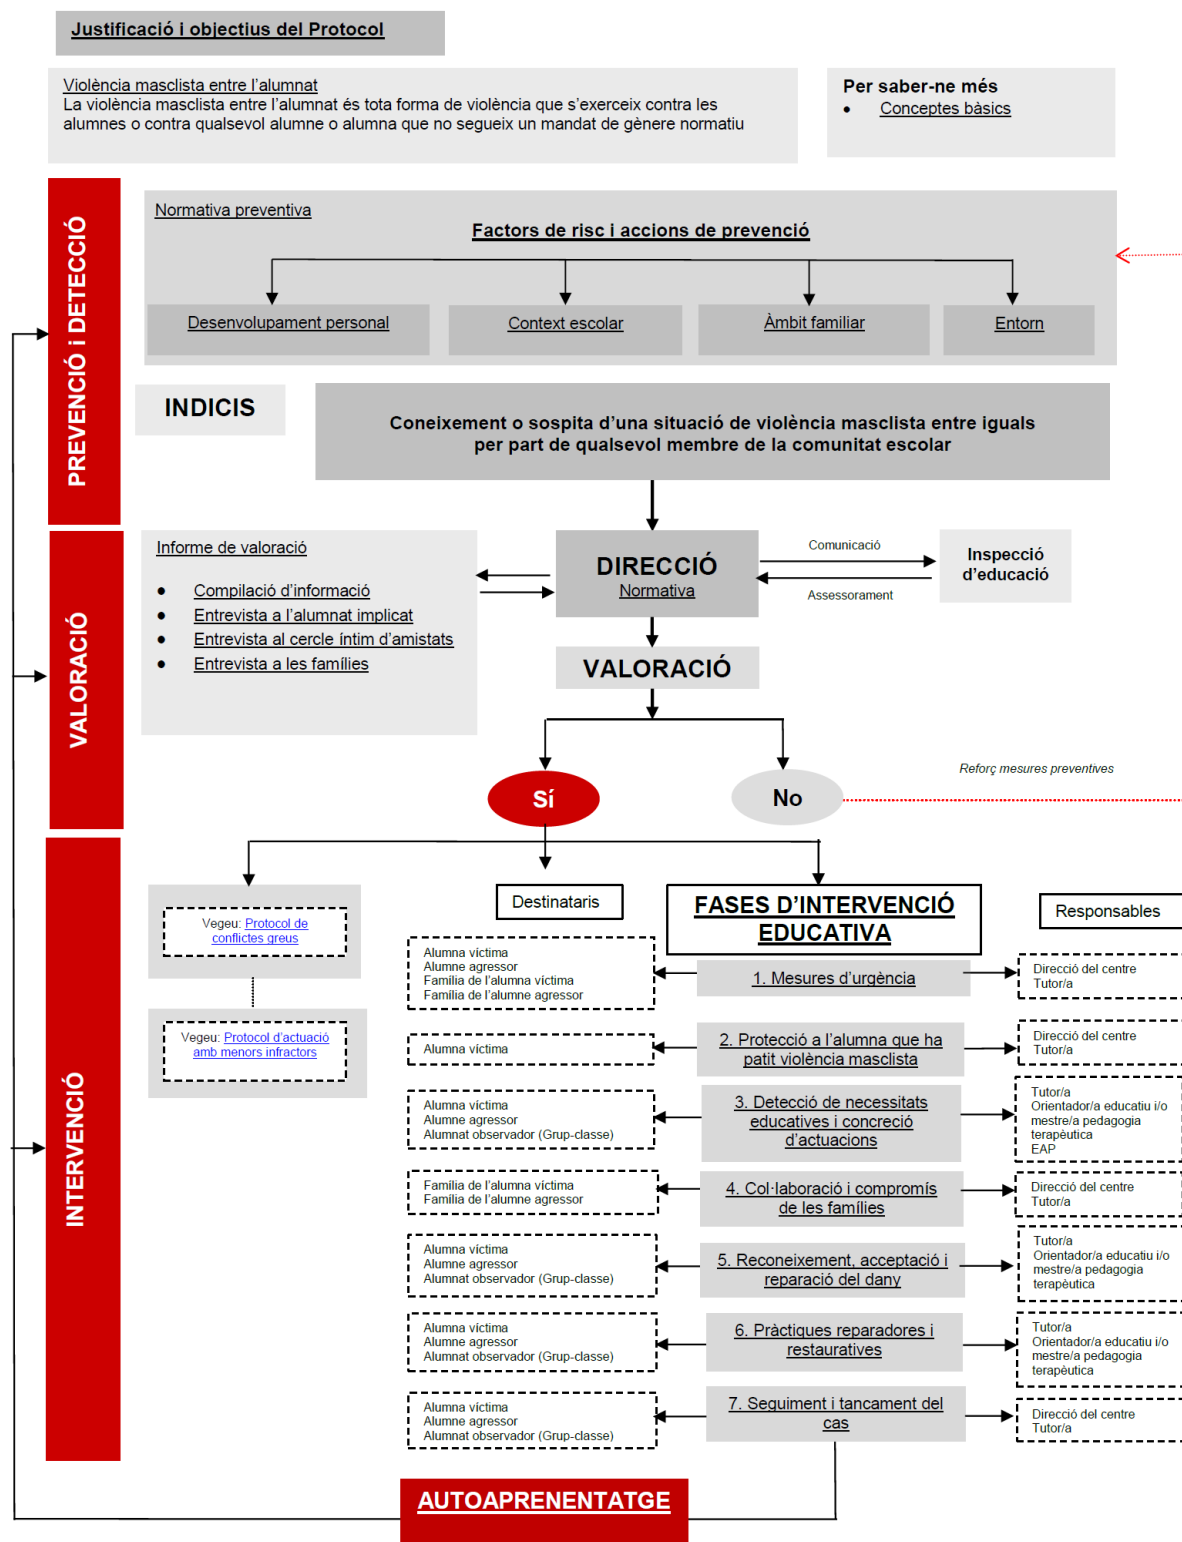 Justificació i objectius del Protocol
Violència masclista entre l'alumnat
La violència masclista entre l'alumnat és tota forma de violència que s'exerceix contra les
alumnes o contra qualsevol alumne o alumna que no segueix un mandat de gènere normatiu
Per saber-ne més
• Conceptes bàsics
PREVENCIÓ i DETECCIÓ
Normativa preventiva
Factors de risc i accions de prevenció
Desenvolupament personal
Context escolar
Àmbit familiar
Entorn
INDICIS
Coneixement o sospita d'una situació de violència masclista entre iguals
per part de qualsevol membre de la comunitat escolar
VALORACIÓ
Informe de valoració
• Compilació d'informació
• Entrevista a l'alumnat implicat
• Entrevista al cercle íntim d'amistats
• Entrevista a les famílies
DIRECCIÓ
Normativa
Comunicació
Assessorament
Inspecció
d'educació
VALORACIÓ
Sí
No
Reforç mesures preventives
INTERVENCIÓ
Vegeu: Protocol de
conflictes greus
Vegeu: Protocol d'actuació
amb menors infractors
Destinataris
FASES D'INTERVENCIÓ
EDUCATIVA
Responsables
Alumna víctima
Alumne agressor
Família de l'alumna víctima
Família de l'alumne agressor
1. Mesures d'urgència
Direcció del centre
Tutor/a
Alumna víctima
2. Protecció a l'alumna que ha
patit violència masclista
Direcció del centre
Tutor/a
Alumna víctima
Alumne agressor
Alumnat observador (Grup-classe)
3. Detecció de necessitats
educatives i concreció
d'actuacions
Tutor/a
Orientador/a educatiu i/o
mestre/a pedagogia
terapèutica
EAP
Família de l'alumna víctima
Família de l'alumne agressor
4. Col·laboració i compromís
de les famílies
Direcció del centre
Tutor/a
Alumna víctima
Alumne agressor
Alumnat observador (Grup-classe)
5. Reconeixement, acceptació i
reparació del dany
Tutor/a
Orientador/a educatiu i/o
mestre/a pedagogia
terapèutica
Alumna víctima
Alumne agressor
Alumnat observador (Grup-classe)
6. Pràctiques reparadores i
restauratives
Tutor/a
Orientador/a educatiu i/o
mestre/a pedagogia
terapèutica
Alumna víctima
Alumne agressor
Alumnat observador (Grup-classe)
7. Seguiment i tancament del
cas
Direcció del centre
Tutor/a
AUTOAPRENENTATGE